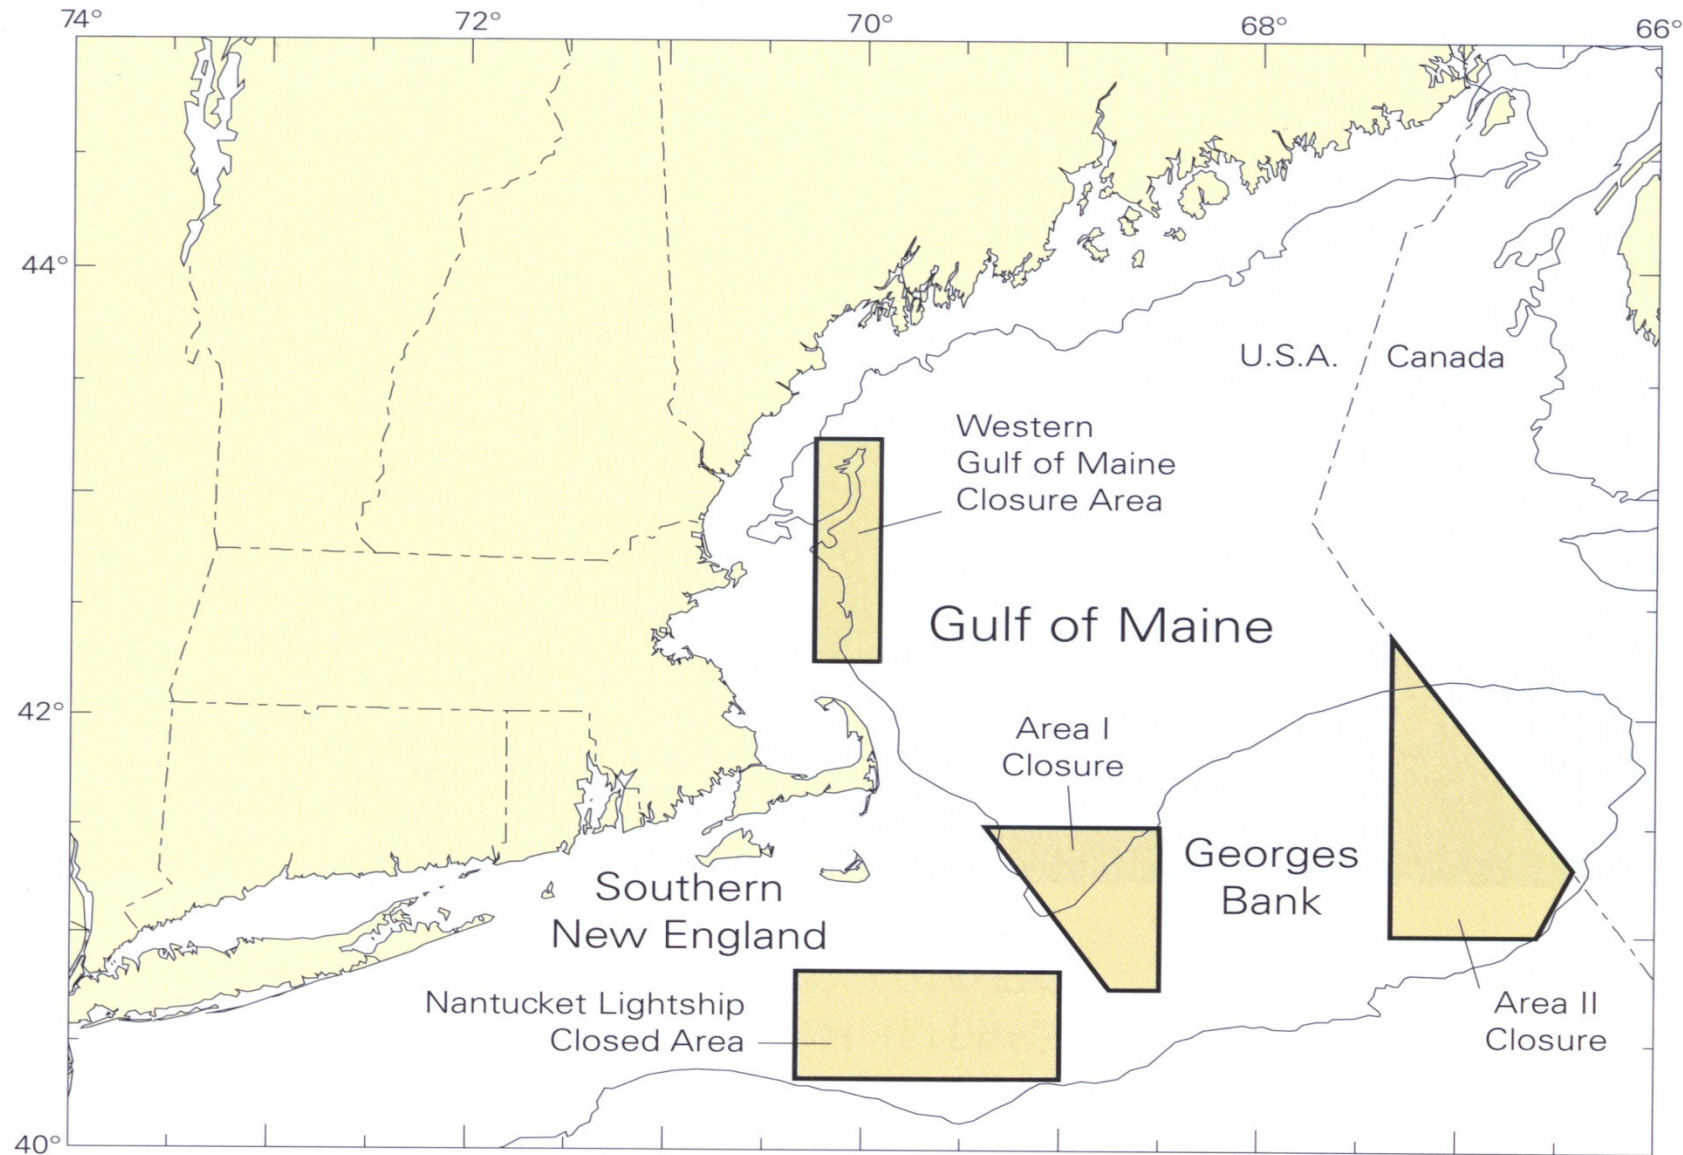 74°
72°
70°
68°
66°
44°
U.S.A.
Canada
Western
Gulf of Maine
Closure Area
Gulf of Maine
42°
Area I
Closure
Georges
Bank
Southern
New England
Nantucket Lightship
Closed Area
Area II
Closure
40°